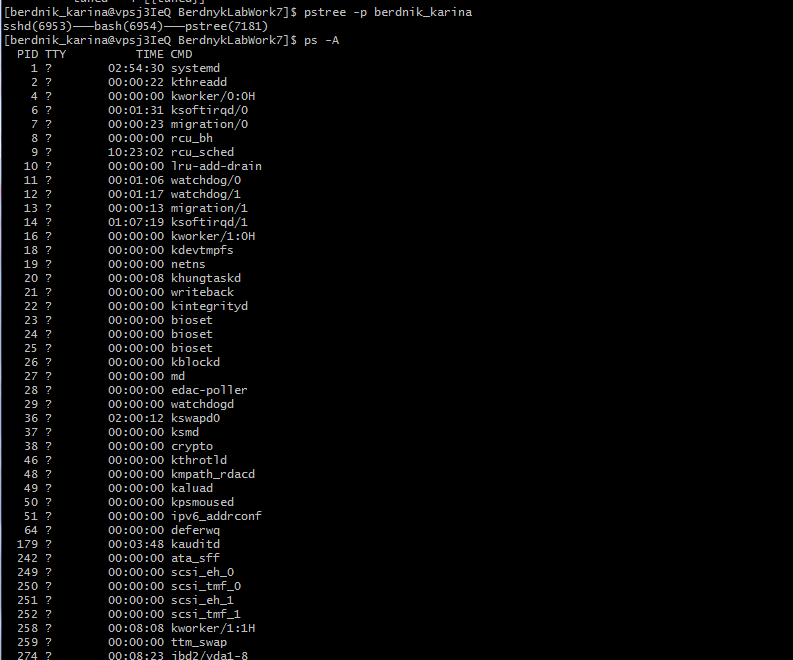 [berdnik_karina@vpsj3IeQ BerdnykLabWork7]$ pstree -p berdnik_karina
sshd(6953)───bash(6954)───pstree(7181)
[berdnik_karina@vpsj3IeQ BerdnykLabWork7]$ ps -A
PID TTY TIME CMD
1 ? 02:54:30 systemd
2 ? 00:00:22 kthreadd
4 ? 00:00:00 kworker/0:0H
6 ? 00:01:31 ksoftirqd/0
7 ? 00:00:23 migration/0
8 ? 00:00:00 rcu_bh
9 ? 10:23:02 rcu_sched
10 ? 00:00:00 lru-add-drain
11 ? 00:01:06 watchdog/0
12 ? 00:01:17 watchdog/1
13 ? 00:00:13 migration/1
14 ? 01:07:19 ksoftirqd/1
16 ? 00:00:00 kworker/1:0H
18 ? 00:00:00 kdevtmpfs
19 ? 00:00:00 netns
20 ? 00:00:08 khungtaskd
21 ? 00:00:00 writeback
22 ? 00:00:00 kintegrityd
23 ? 00:00:00 bioset
24 ? 00:00:00 bioset
25 ? 00:00:00 bioset
26 ? 00:00:00 kblockd
27 ? 00:00:00 md
28 ? 00:00:00 edac-poller
29 ? 00:00:00 watchdogd
36 ? 02:00:12 kswapd0
37 ? 00:00:00 ksmd
38 ? 00:00:00 crypto
46 ? 00:00:00 kthrotld
48 ? 00:00:00 kmpath_rdacd
49 ? 00:00:00 kaluad
50 ? 00:00:00 kpsmoused
51 ? 00:00:00 ipv6_addrconf
64 ? 00:00:00 deferwq
179 ? 00:03:48 kauditd
242 ? 00:00:00 ata_sff
249 ? 00:00:00 scsi_eh_0
250 ? 00:00:00 scsi_tmf_0
251 ? 00:00:00 scsi_eh_1
252 ? 00:00:00 scsi_tmf_1
258 ? 00:08:08 kworker/1:1H
259 ? 00:00:00 ttm_swap
274 ? 00:08:23 jbd2/vda1-8